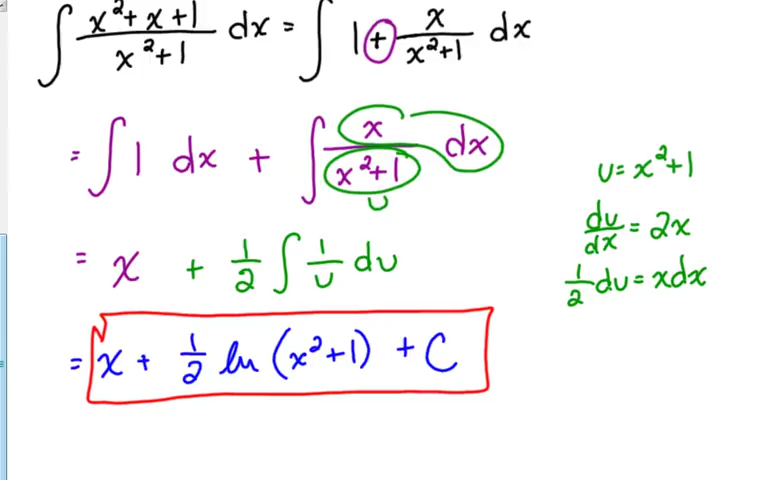 ∫ (x²+x+1)/(x²+1) dx = ∫ 1 + x/(x²+1) dx
= ∫ 1 dx + ∫ x/(x²+1) dx
u
= x + 1/2 ∫ 1/u du
= x + 1/2 ln(x²+1) + C
u = x²+1
du/dx = 2x
1/2 du = x dx